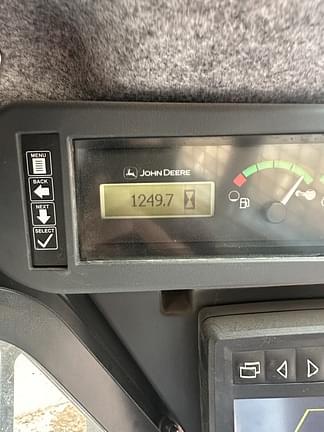 MENU
BACK
NEXT
SELECT
JOHN DEERE
1249.7